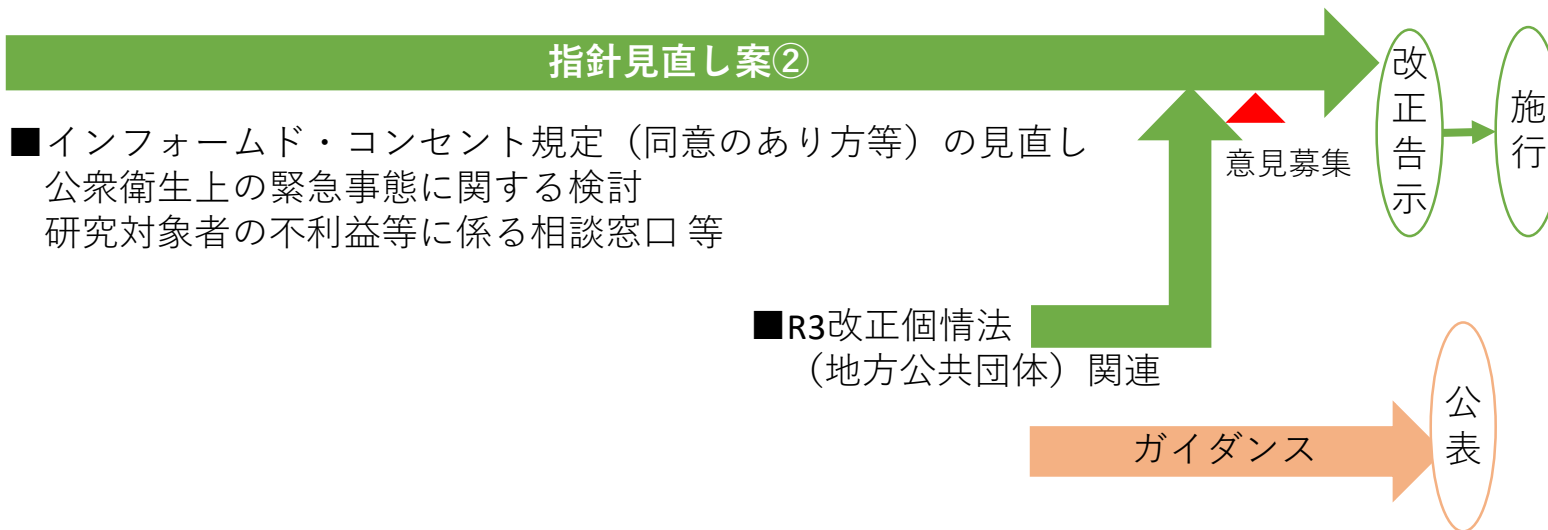 指針見直し案②
改正告示
施行
■インフォームド・コンセント規定（同意のあり方等）の見直し
公衆衛生上の緊急事態に関する検討
研究対象者の不利益等に係る相談窓口 等
意見募集
■R3改正個情法
（地方公共団体）関連
ガイダンス
公表